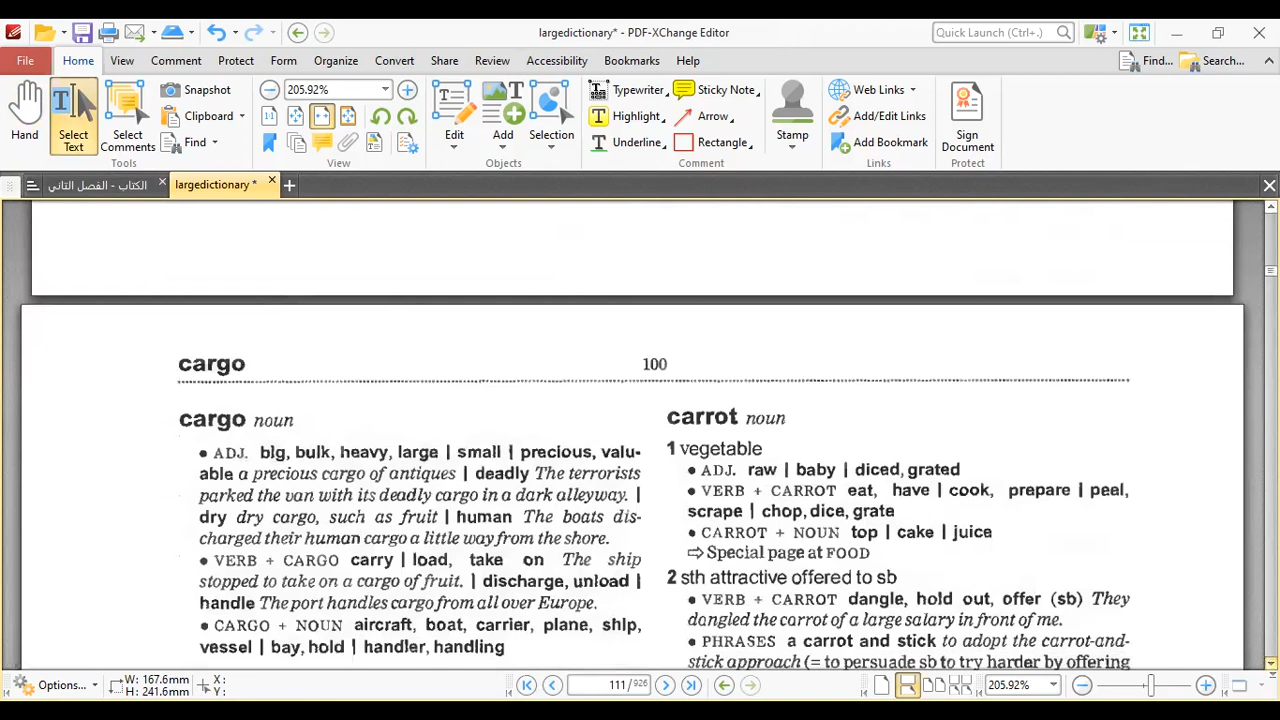 largedictionary* - PDF-XChange Editor
Quick Launch (Ctrl+.)
File Home View Comment Protect Form Organize Convert Share Review Accessibility Bookmarks Help
Find... Search...
Hand
Select Text
Select Comments
Snapshot
Clipboard
Find
Tools
205.92%
View
Edit
Add
Selection
Objects
Typewriter
Highlight
Underline
Sticky Note
Arrow
Rectangle
Comment
Stamp
Web Links
Add/Edit Links
Add Bookmark
Links
Sign Document
Protect
الكتاب - الفصل الثاني
largedictionary *
cargo 100
cargo noun
● ADJ. big, bulk, heavy, large | small | precious, valu-
able a precious cargo of antiques | deadly The terrorists
parked the van with its deadly cargo in a dark alleyway. |
dry dry cargo, such as fruit | human The boats dis-
charged their human cargo a little way from the shore.
● VERB + CARGO carry | load, take on The ship
stopped to take on a cargo of fruit. | discharge, unload |
handle The port handles cargo from all over Europe.
● CARGO + NOUN aircraft, boat, carrier, plane, ship,
vessel | bay, hold | handler, handling
carrot noun
1 vegetable
● ADJ. raw | baby | diced, grated
● VERB + CARROT eat, have | cook, prepare | peel,
scrape | chop, dice, grate
● CARROT + NOUN top | cake | juice
⇨ Special page at FOOD
2 sth attractive offered to sb
● VERB + CARROT dangle, hold out, offer (sb) They
dangled the carrot of a large salary in front of me.
● PHRASES a carrot and stick to adopt the carrot-and-
stick approach (= to persuade sb to try harder by offering
Options...
W: 167.6mm
H: 241.6mm
X:
Y:
111 / 926
205.92%